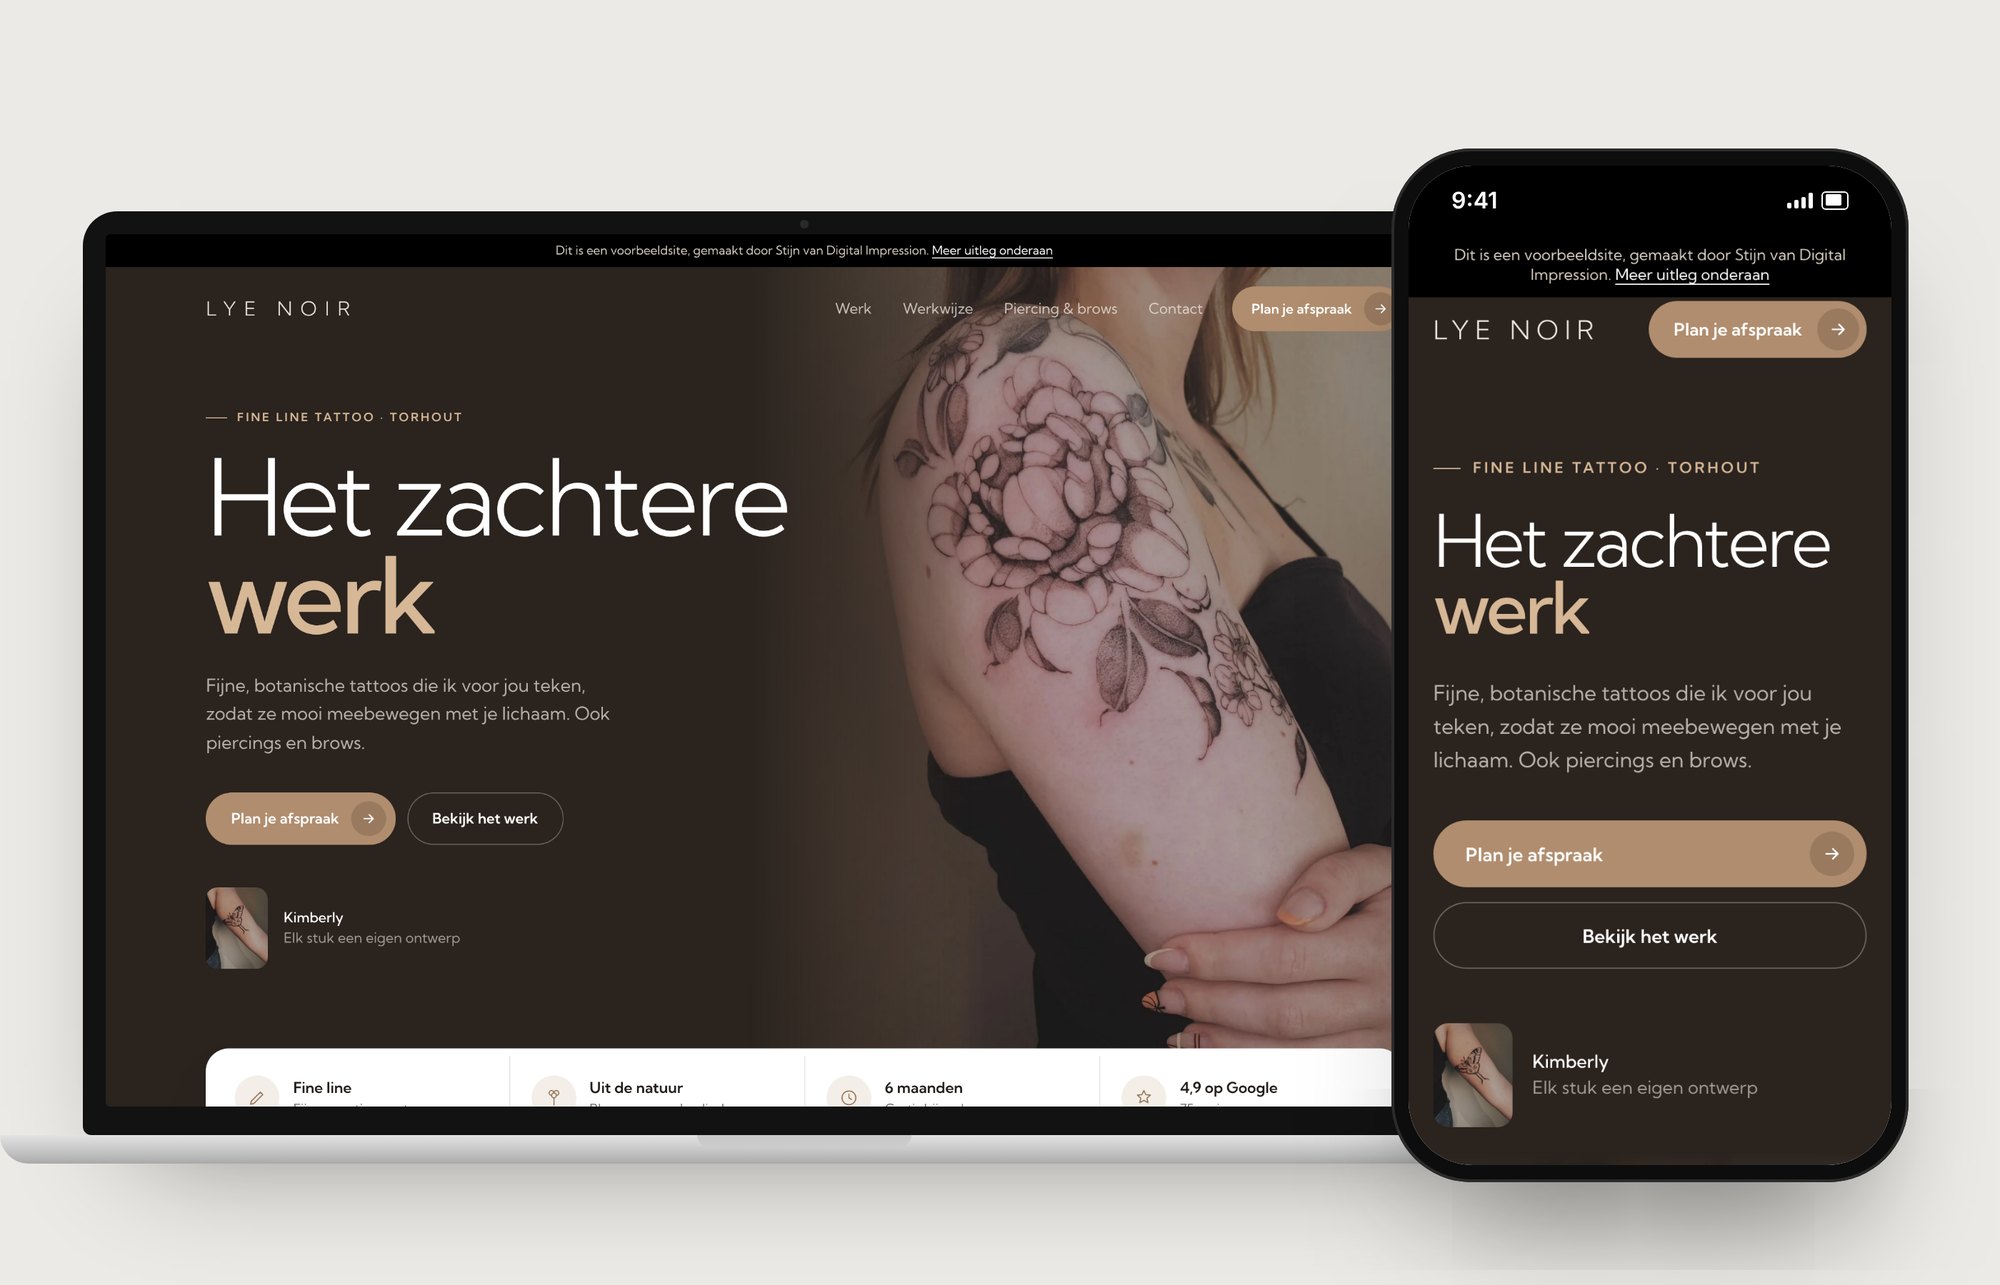 Dit is een voorbeeldsite, gemaakt door Stijn van Digital Impression. Meer uitleg onderaan
LYE NOIR
Werk
Werkwijze
Piercing & brows
Contact
Plan je afspraak
FINE LINE TATTOO · TORHOUT
Het zachtere
werk
Fijne, botanische tattoos die ik voor jou teken,
zodat ze mooi meebewegen met je lichaam. Ook
piercings en brows.
Plan je afspraak
Bekijk het werk
Kimberly
Elk stuk een eigen ontwerp
Fine line
Uit de natuur
6 maanden
4,9 op Google
9:41
Dit is een voorbeeldsite, gemaakt door Stijn van Digital
Impression. Meer uitleg onderaan
LYE NOIR
Plan je afspraak
FINE LINE TATTOO · TORHOUT
Het zachtere
werk
Fijne, botanische tattoos die ik voor jou
teken, zodat ze mooi meebewegen met je
lichaam. Ook piercings en brows.
Plan je afspraak
Bekijk het werk
Kimberly
Elk stuk een eigen ontwerp